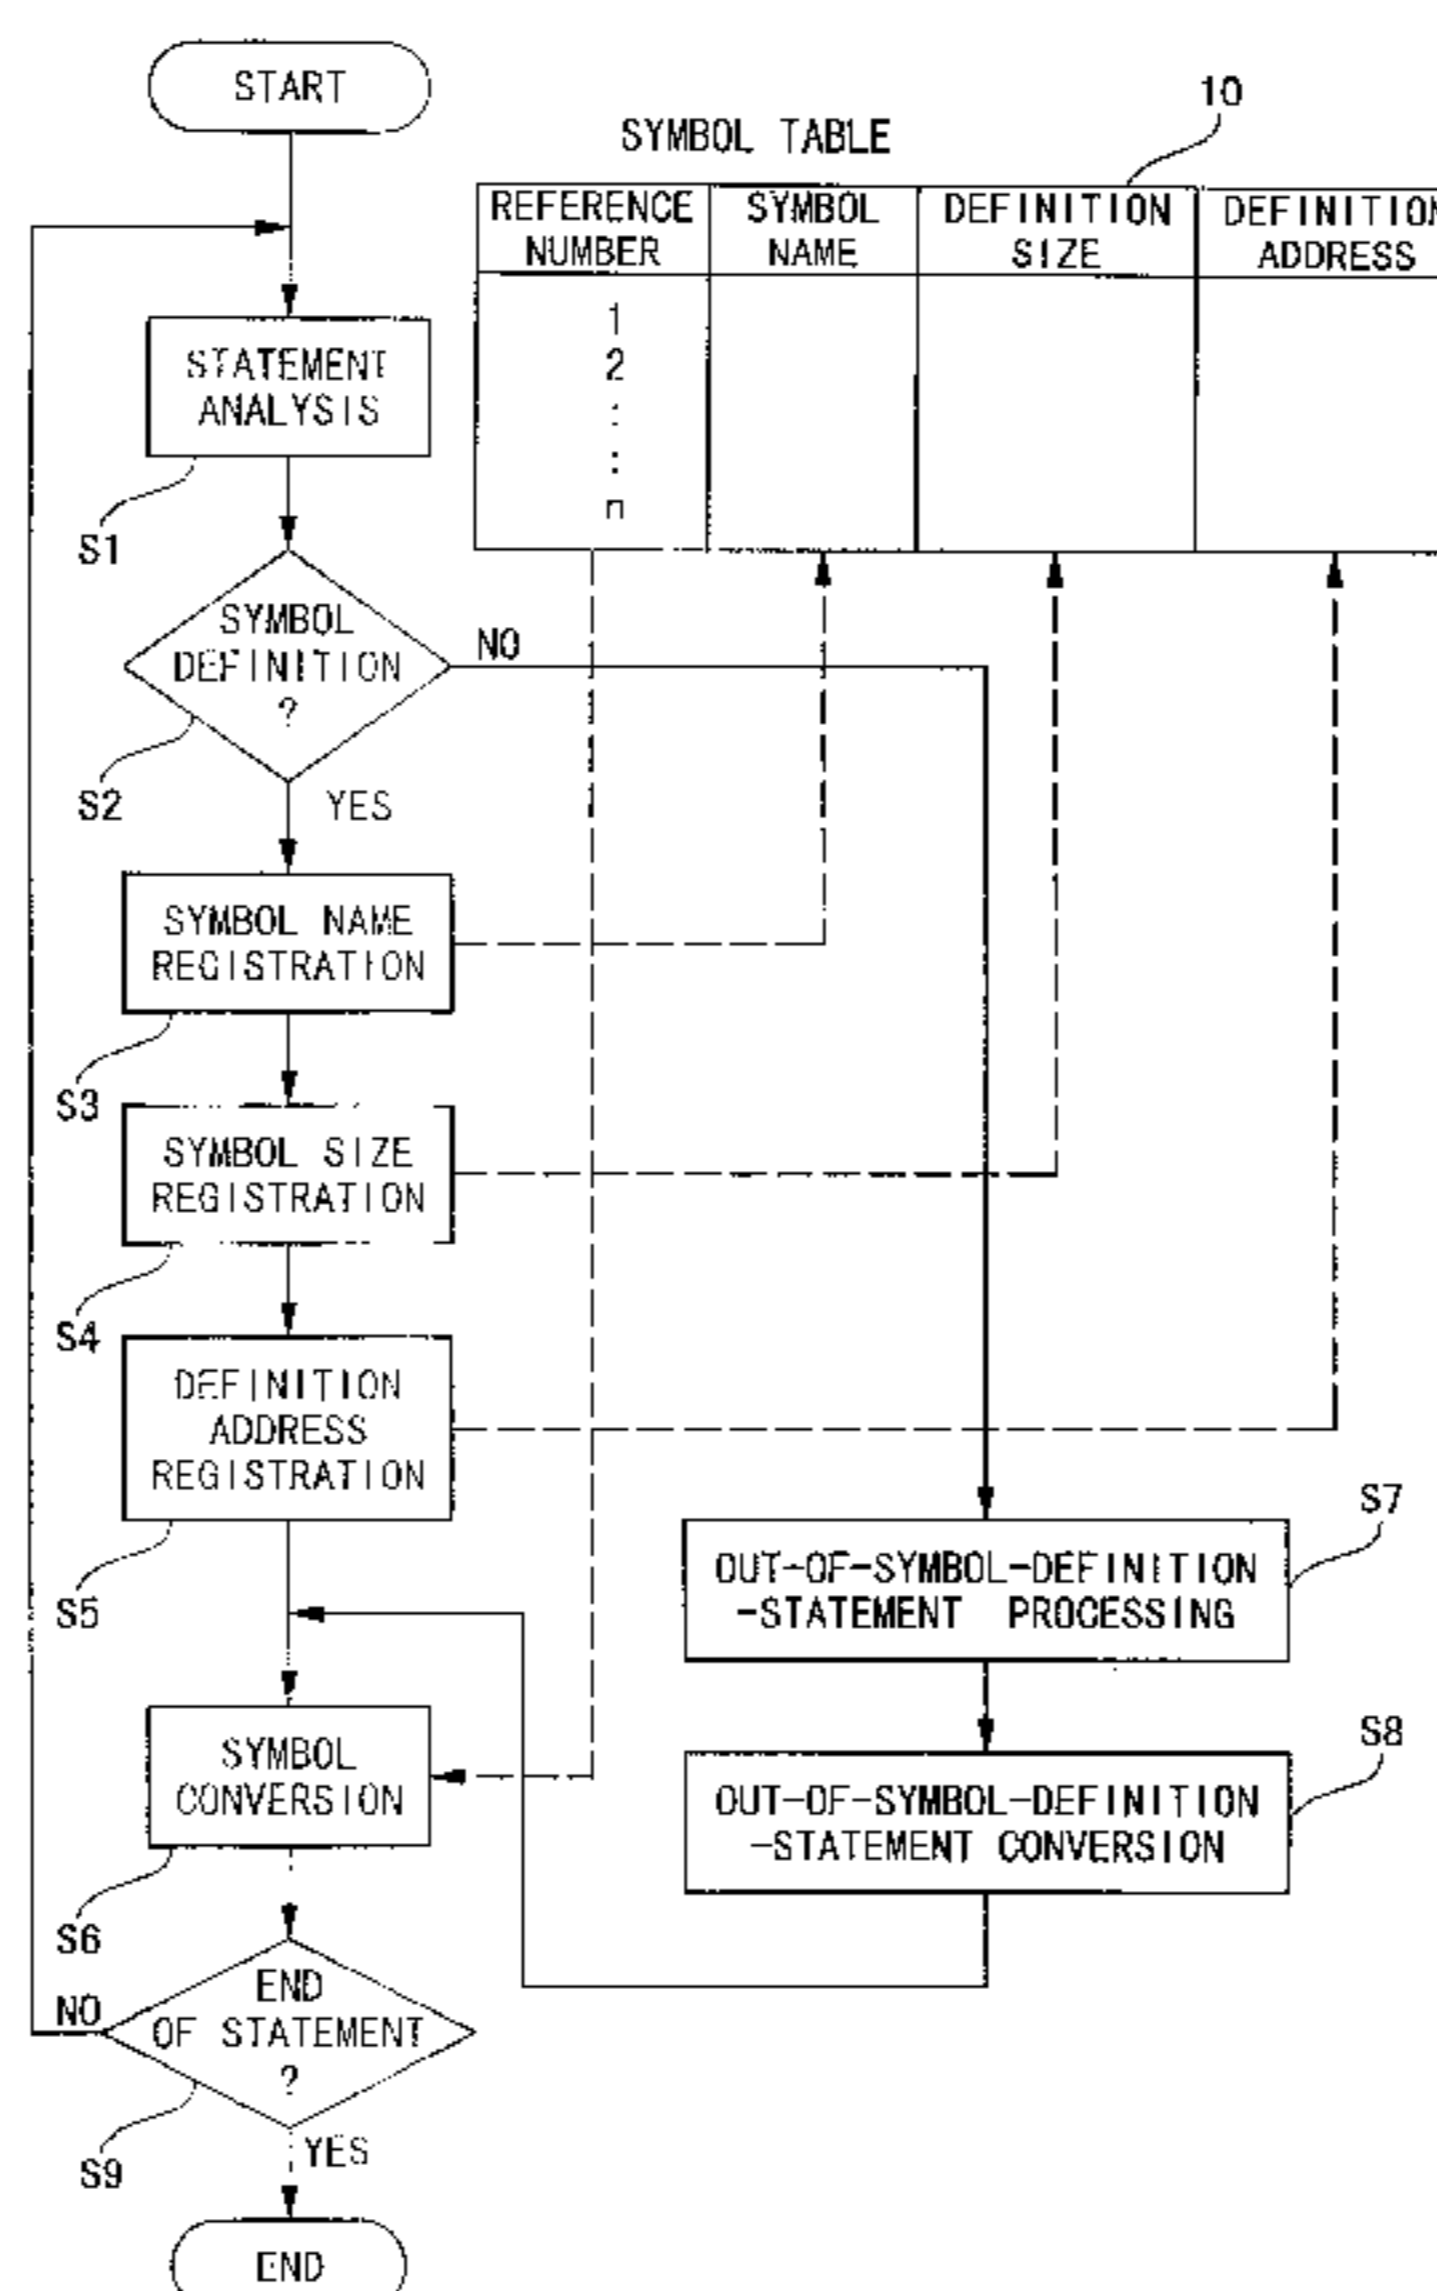 START
10
SYMBOL TABLE
REFERENCE NUMBER
SYMBOL NAME
DEFINITION SIZE
DEFINITION ADDRESS
1
2
:
:
n
STATEMENT
ANALYSIS
S1
SYMBOL
DEFINITION
?
NO
S2
YES
SYMBOL NAME
REGISTRATION
S3
SYMBOL SIZE
REGISTRATION
S4
DEFINITION
ADDRESS
REGISTRATION
S5
S7
OUT-OF-SYMBOL-DEFINITION
-STATEMENT PROCESSING
SYMBOL
CONVERSION
S6
S8
OUT-OF-SYMBOL-DEFINITION
-STATEMENT CONVERSION
END
OF STATEMENT
?
NO
S9
YES
END